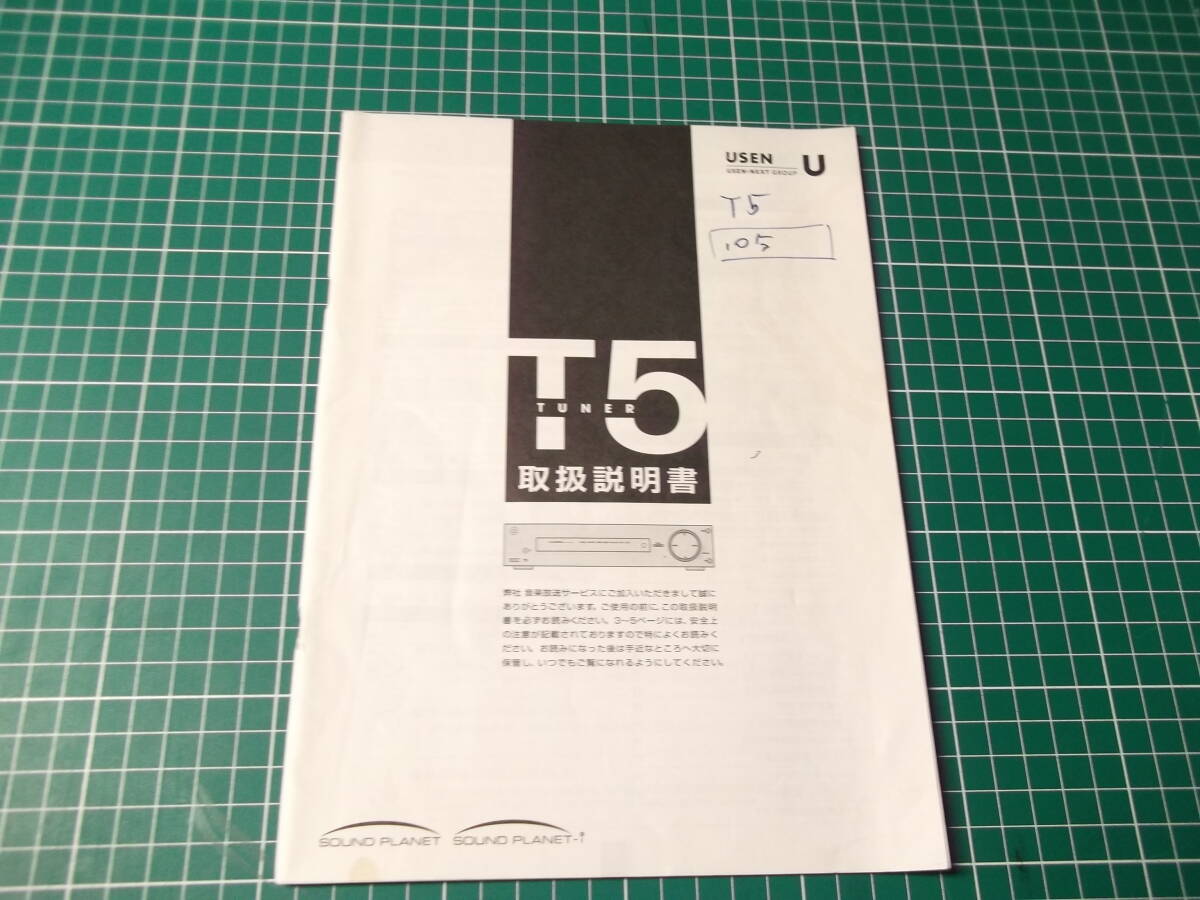 USEN U
USEN-NEXT GROUP
T5
105
T5
TUNER
取扱説明書
弊社 音楽放送サービスにご加入いただきまして誠に
ありがとうございます。ご使用の前に、この取扱説明
書を必ずお読みください。3〜5ページには、安全上
の注意が記載されておりますので特によくお読みく
ださい。お読みになった後は手近なところへ大切に
保管し、いつでもご覧になれるようにしてください。
SOUND PLANET SOUND PLANET-i